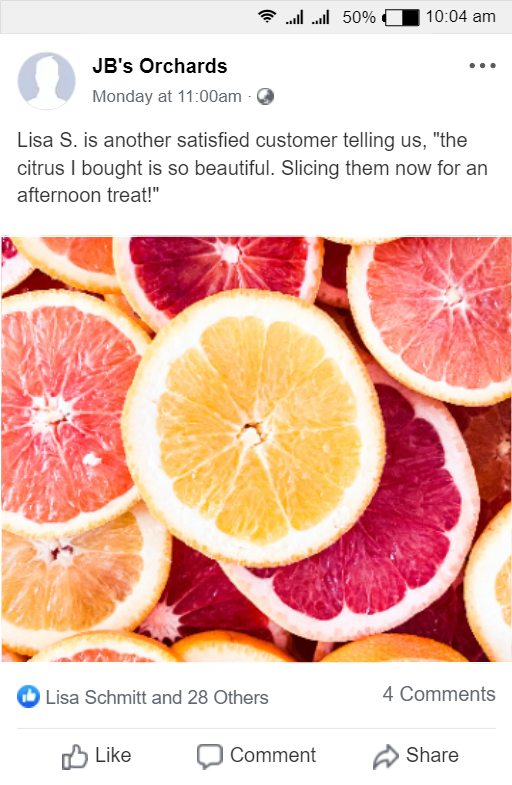 50% 10:04 am
JB's Orchards
Monday at 11:00am ·
Lisa S. is another satisfied customer telling us, "the
citrus I bought is so beautiful. Slicing them now for an
afternoon treat!"
Lisa Schmitt and 28 Others 4 Comments
Like Comment Share